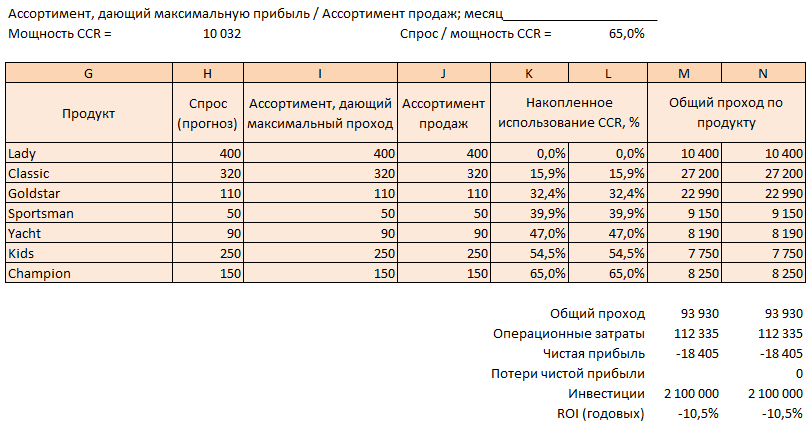 Ассортимент, дающий максимальную прибыль / Ассортимент продаж; месяц____________________
Мощность CCR = 10 032 Спрос / мощность CCR = 65,0%
G H I J K L M N
Продукт Спрос (прогноз) Ассортимент, дающий максимальный проход Ассортимент продаж Накопленное использование CCR, % Общий проход по продукту
Lady 400 400 400 0,0% 0,0% 10 400 10 400
Classic 320 320 320 15,9% 15,9% 27 200 27 200
Goldstar 110 110 110 32,4% 32,4% 22 990 22 990
Sportsman 50 50 50 39,9% 39,9% 9 150 9 150
Yacht 90 90 90 47,0% 47,0% 8 190 8 190
Kids 250 250 250 54,5% 54,5% 7 750 7 750
Champion 150 150 150 65,0% 65,0% 8 250 8 250
Общий проход 93 930 93 930
Операционные затраты 112 335 112 335
Чистая прибыль -18 405 -18 405
Потери чистой прибыли 0
Инвестиции 2 100 000 2 100 000
ROI (годовых) -10,5% -10,5%